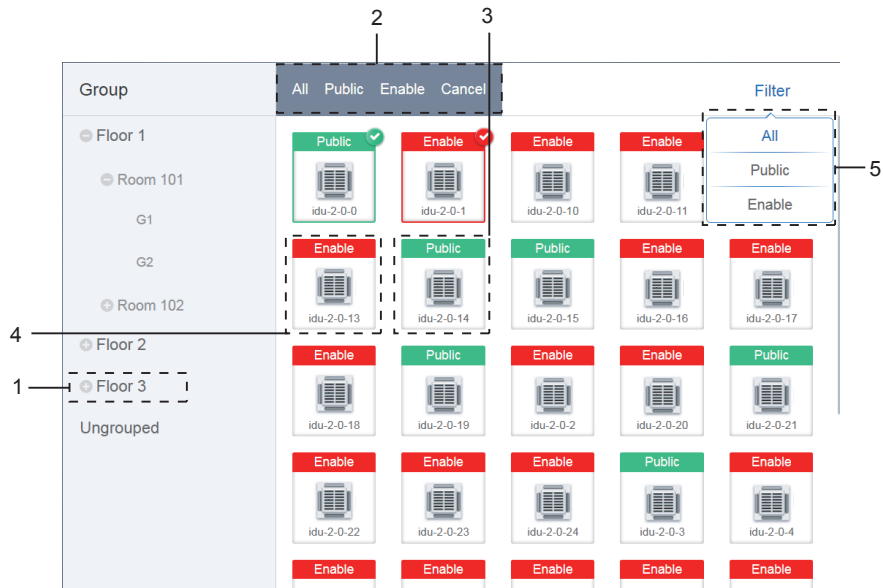 2
3
Group
All Public Enable Cancel
Filter
Floor 1
Room 101
G1
G2
Room 102
Floor 2
Floor 3
Ungrouped
Public Enable Enable Enable
idu-2-0-0 idu-2-0-1 idu-2-0-10 idu-2-0-11
All
Public
Enable
5
Enable Public Public Enable Enable
idu-2-0-13 idu-2-0-14 idu-2-0-15 idu-2-0-16 idu-2-0-17
4
1
Enable Public Enable Enable Public
idu-2-0-18 idu-2-0-19 idu-2-0-2 idu-2-0-20 idu-2-0-21
Enable Enable Enable Public Enable
idu-2-0-22 idu-2-0-23 idu-2-0-24 idu-2-0-3 idu-2-0-4
Enable Enable Enable Enable Enable